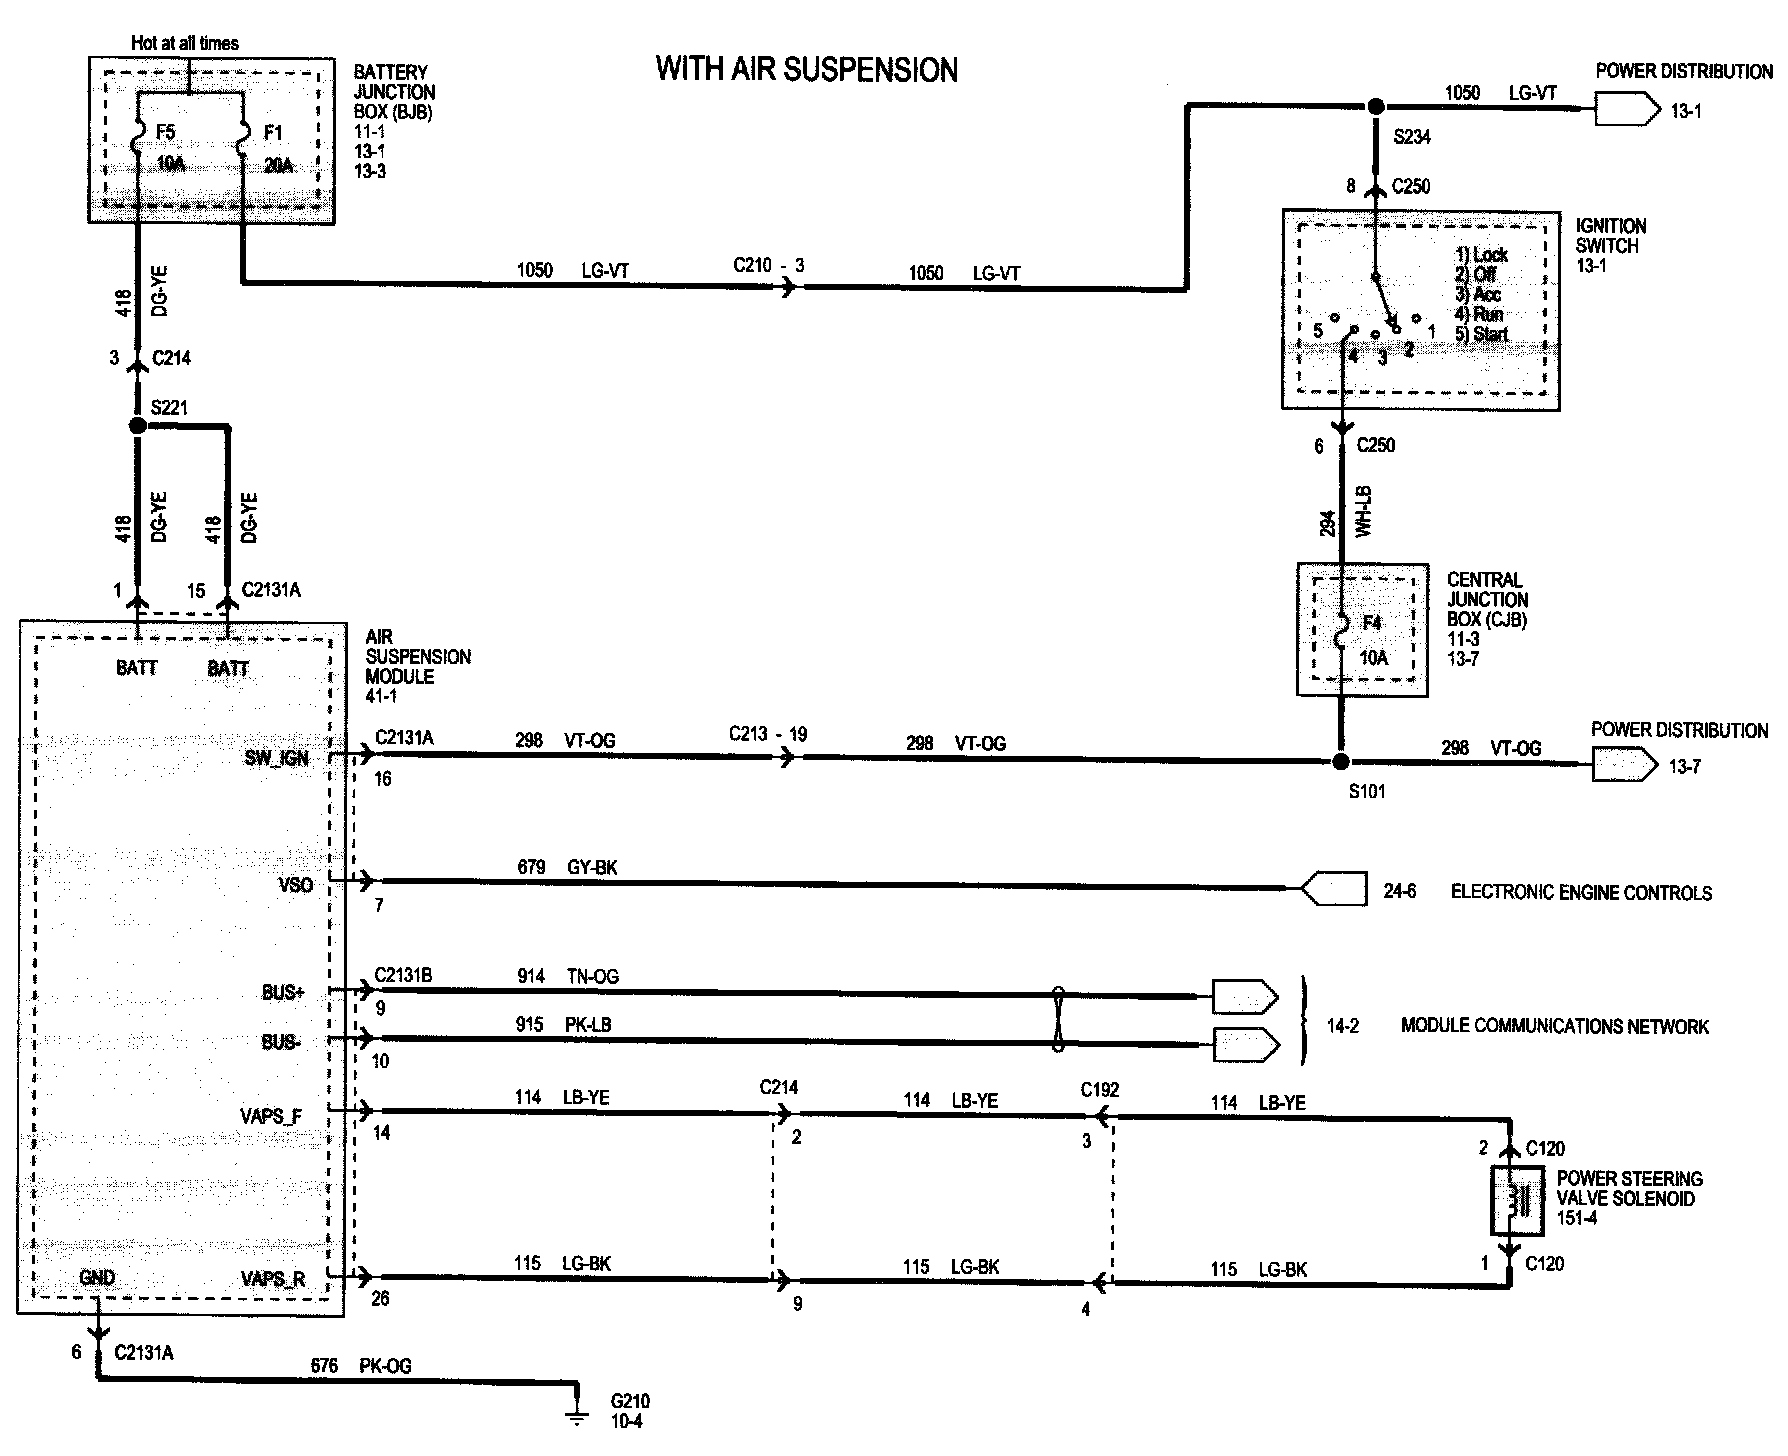 Hot at all times
WITH AIR SUSPENSION
BATTERY
JUNCTION
BOX (BJB)
11-1
13-1
13-3
F5
10A
F1
20A
POWER DISTRIBUTION
1050 LG-VT
13-1
S234
8 C250
IGNITION
SWITCH
13-1
1) Lock
2) Off
3) Acc
4) Run
5) Start
5
4
3
2
1
1050 LG-VT
C210 - 3
1050 LG-VT
418
DG-YE
3 C214
S221
6 C250
294
WH-LB
418
DG-YE
418
DG-YE
1
15 C2131A
CENTRAL
JUNCTION
BOX (CJB)
11-3
13-7
F4
10A
AIR
SUSPENSION
MODULE
41-1
BATT
BATT
SW_IGN
C2131A
16
298 VT-OG
C213 - 19
298 VT-OG
S101
298 VT-OG
POWER DISTRIBUTION
13-7
VSO
7
679 GY-BK
24-6 ELECTRONIC ENGINE CONTROLS
BUS+
C2131B
9
914 TN-OG
BUS-
10
915 PK-LB
14-2 MODULE COMMUNICATIONS NETWORK
VAPS_F
14
114 LB-YE
C214
2
114 LB-YE
C192
3
114 LB-YE
2 C120
POWER STEERING
VALVE SOLENOID
151-4
1 C120
GND
VAPS_R
26
115 LG-BK
9
115 LG-BK
4
115 LG-BK
6 C2131A
676 PK-OG
G210
10-4